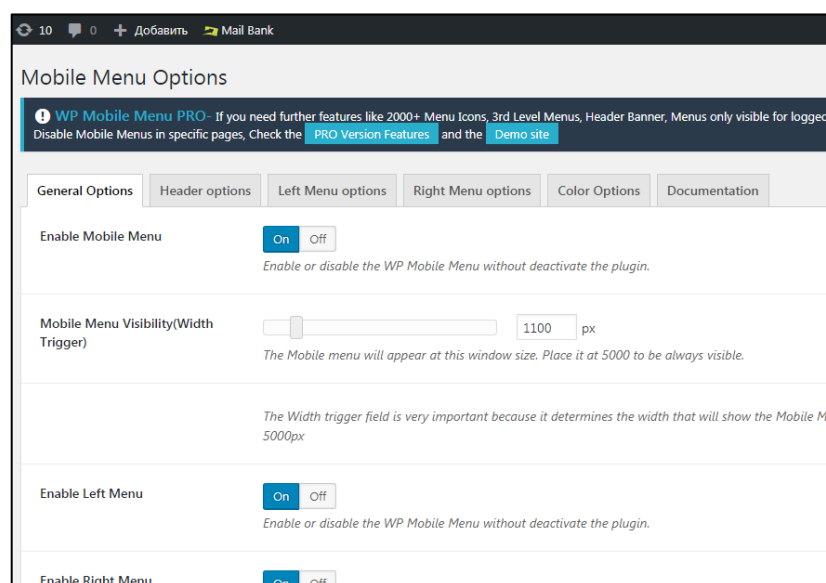 10 0 Добавить Mail Bank
Mobile Menu Options
WP Mobile Menu PRO- If you need further features like 2000+ Menu Icons, 3rd Level Menus, Header Banner, Menus only visible for logged
Disable Mobile Menus in specific pages, Check the PRO Version Features and the Demo site
General Options Header options Left Menu options Right Menu options Color Options Documentation
Enable Mobile Menu
On Off
Enable or disable the WP Mobile Menu without deactivate the plugin.
Mobile Menu Visibility(Width
Trigger)
1100 px
The Mobile menu will appear at this window size. Place it at 5000 to be always visible.
The Width trigger field is very important because it determines the width that will show the Mobile M
5000px
Enable Left Menu
On Off
Enable or disable the WP Mobile Menu without deactivate the plugin.
Enable Right Menu
On Off